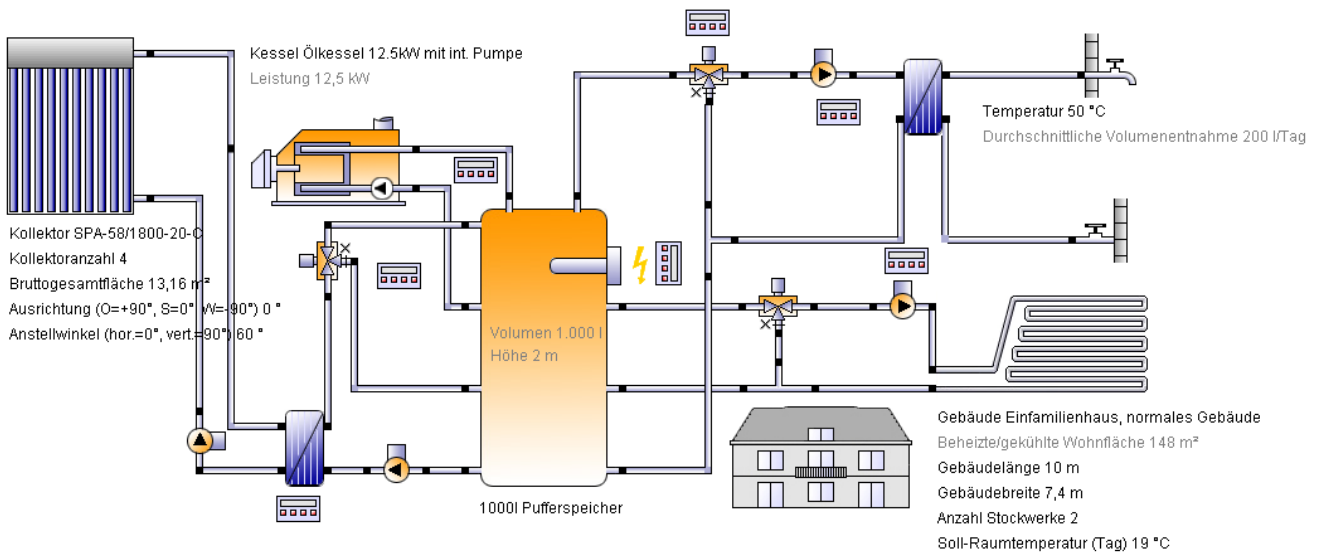 Kessel Ölkessel 12.5kW mit int. Pumpe
Leistung 12,5 kW
Temperatur 50 °C
Durchschnittliche Volumenentnahme 200 l/Tag
Kollektor SPA-58/1800-20-C
Kollektoranzahl 4
Bruttogesamtfläche 13,16 m²
Ausrichtung (O=+90°, S=0°, W=-90°) 0 °
Anstellwinkel (hor.=0°, vert.=90°) 60 °
Volumen 1.000 l
Höhe 2 m
1000l Pufferspeicher
Gebäude Einfamilienhaus, normales Gebäude
Beheizte/gekühlte Wohnfläche 148 m²
Gebäudelänge 10 m
Gebäudebreite 7,4 m
Anzahl Stockwerke 2
Soll-Raumtemperatur (Tag) 19 °C